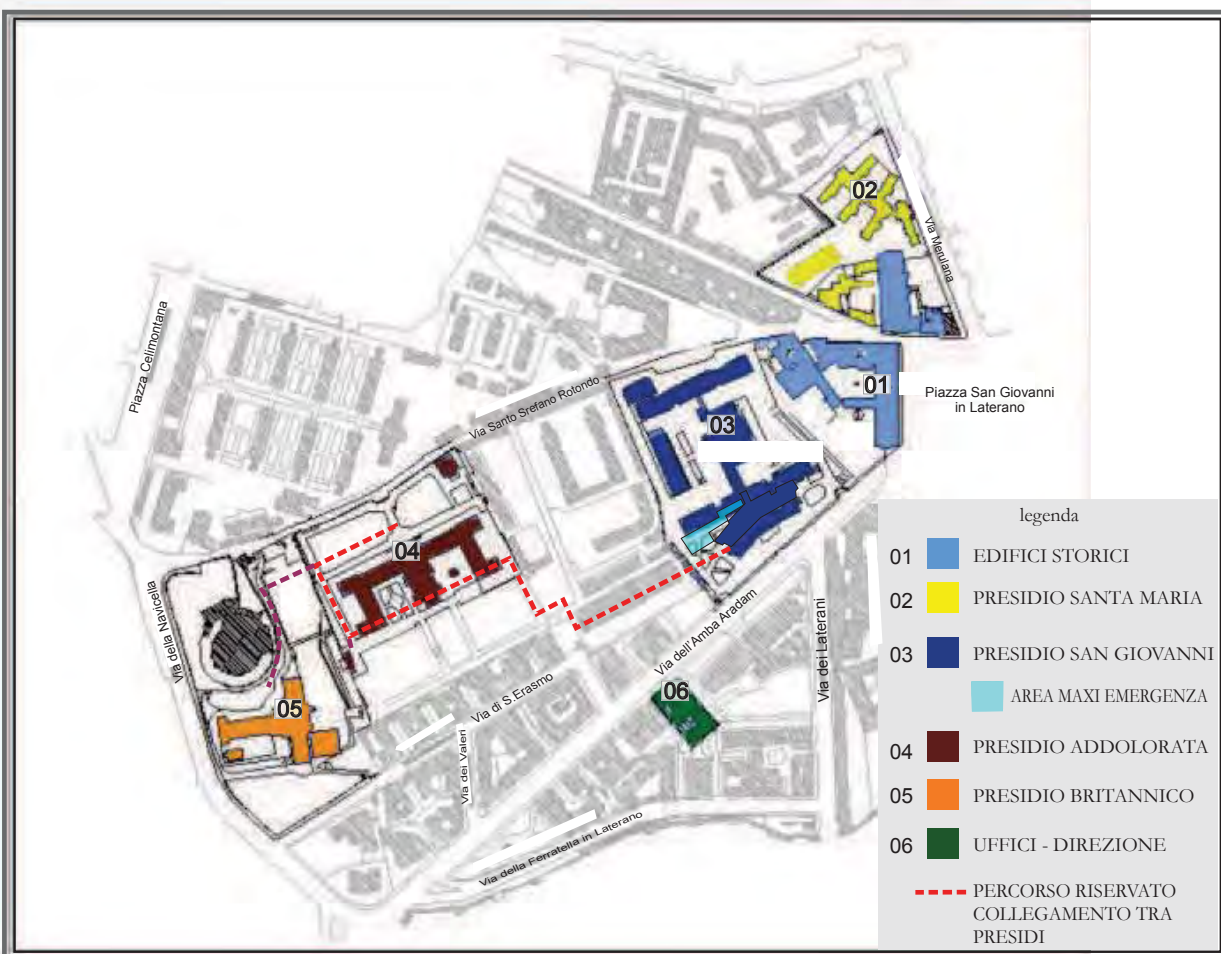 02
Via Merulana
Piazza Celimontana
01
Piazza San Giovanni
in Laterano
Via Santo Srefano Rotondo
03
04
Via della Navicella
05
Via di S.Erasmo
Via dei Valeri
06
Via dell'Amba Aradam
Via dei Laterani
Via della Ferratella in Laterano
legenda
01 EDIFICI STORICI
02 PRESIDIO SANTA MARIA
03 PRESIDIO SAN GIOVANNI
AREA MAXI EMERGENZA
04 PRESIDIO ADDOLORATA
05 PRESIDIO BRITANNICO
06 UFFICI - DIREZIONE
PERCORSO RISERVATO
COLLEGAMENTO TRA
PRESIDI